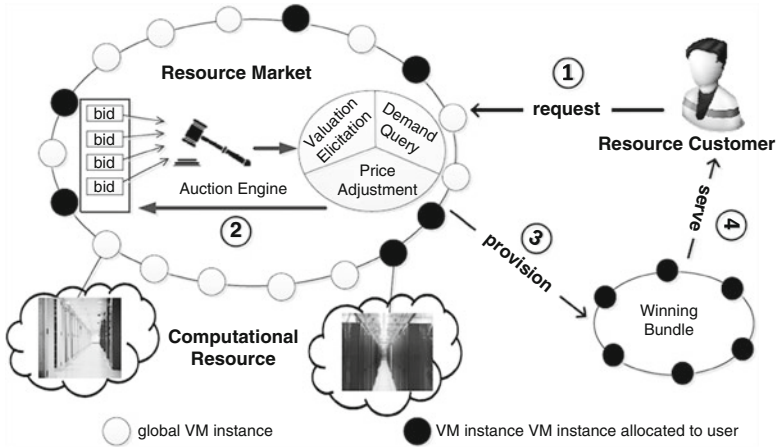 Resource Market
bid
bid
bid
bid
Auction Engine
Valuation
Elicitation
Demand
Query
Price
Adjustment
2
1
request
Resource Customer
3
provision
4
serve
Winning
Bundle
Computational
Resource
global VM instance
VM instance VM instance allocated to user